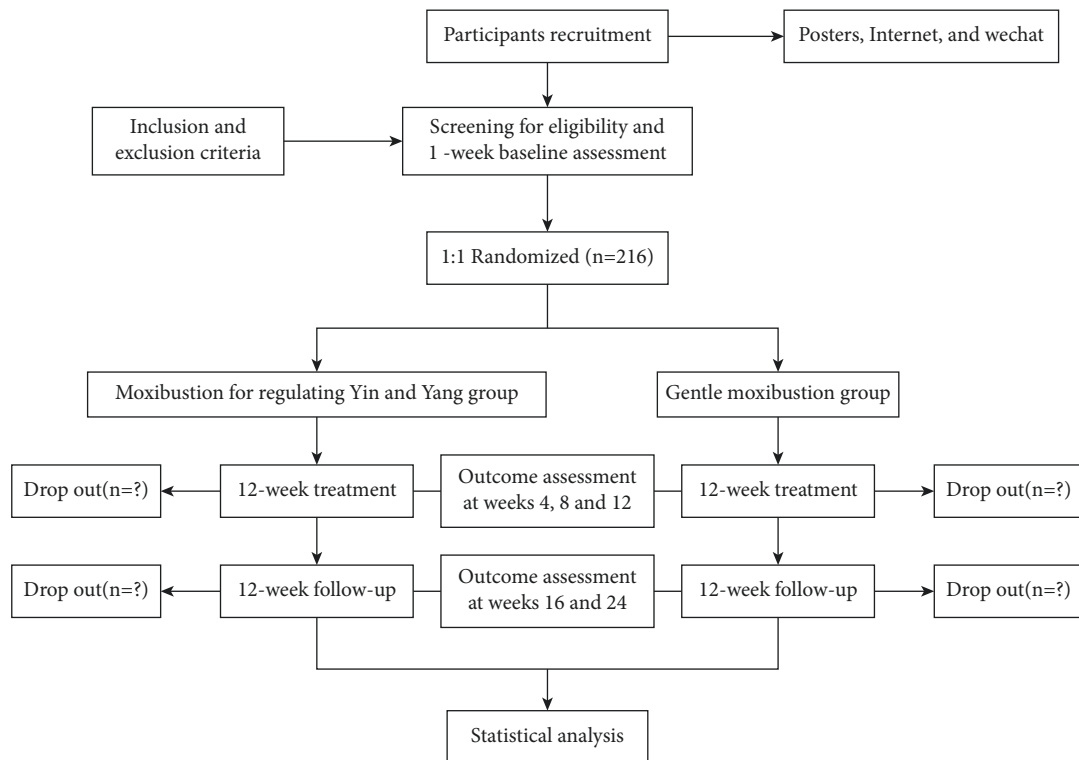 Participants recruitment
Posters, Internet, and wechat
Inclusion and
exclusion criteria
Screening for eligibility and
1 -week baseline assessment
1:1 Randomized (n=216)
Moxibustion for regulating Yin and Yang group
Gentle moxibustion group
Drop out(n=?)
12-week treatment
Outcome assessment
at weeks 4, 8 and 12
12-week treatment
Drop out(n=?)
Drop out(n=?)
12-week follow-up
Outcome assessment
at weeks 16 and 24
12-week follow-up
Drop out(n=?)
Statistical analysis